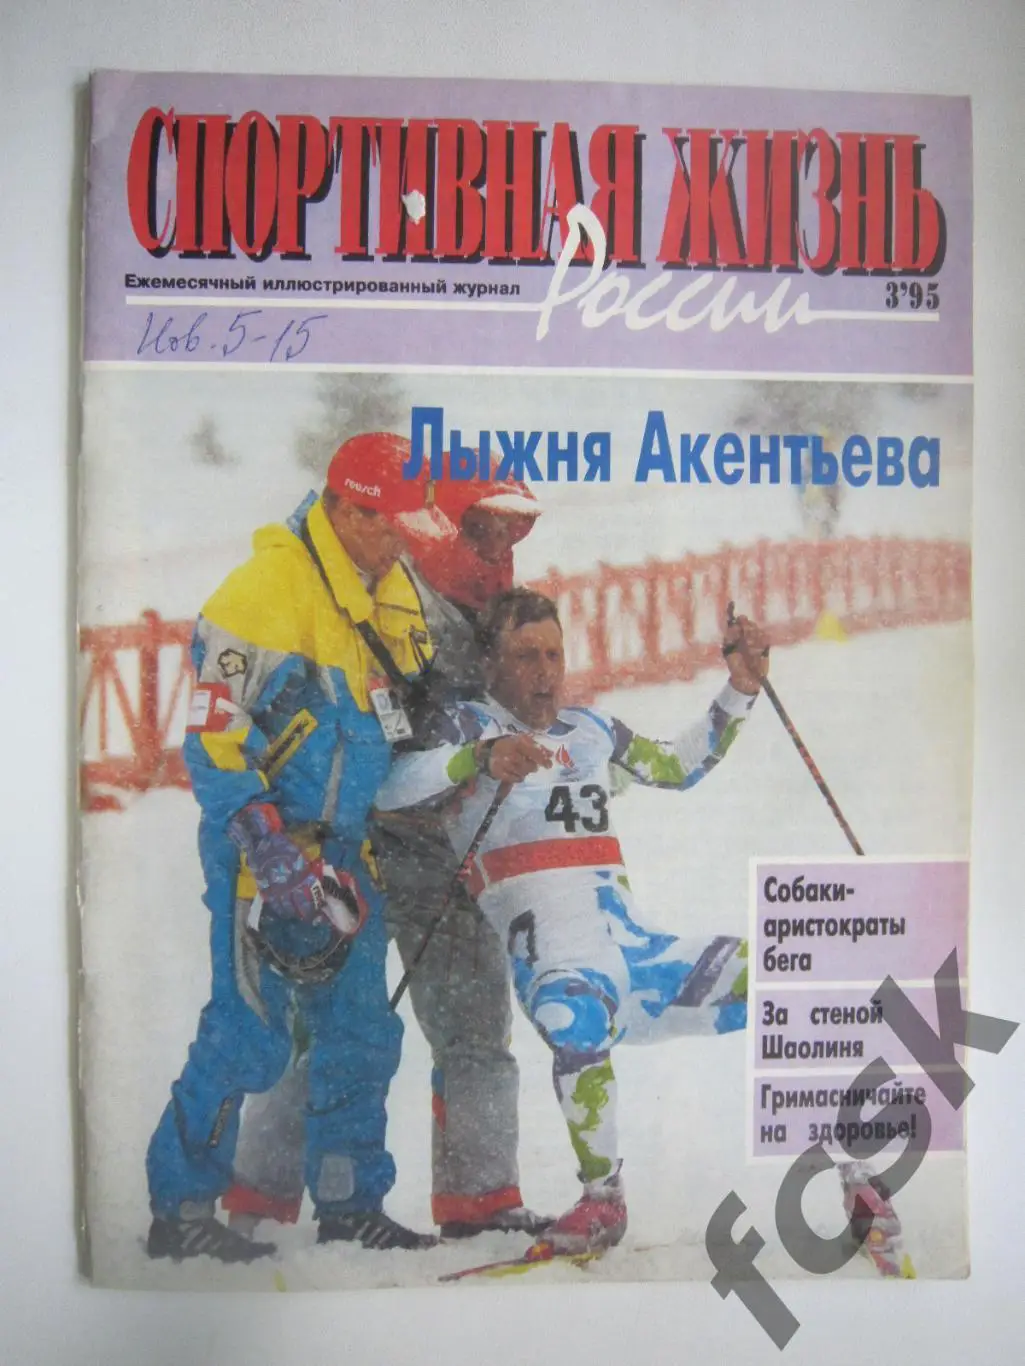 СПОРТИВНАЯ ЖИЗНЬ
России
Ежемесячный иллюстрированный журнал
3'95
Нов. 5-15
Лыжня Акентьева
reusch
43
Собаки-
аристократы
бега
За стеной
Шаолиня
Гримасничайте
на здоровье!
fcsk